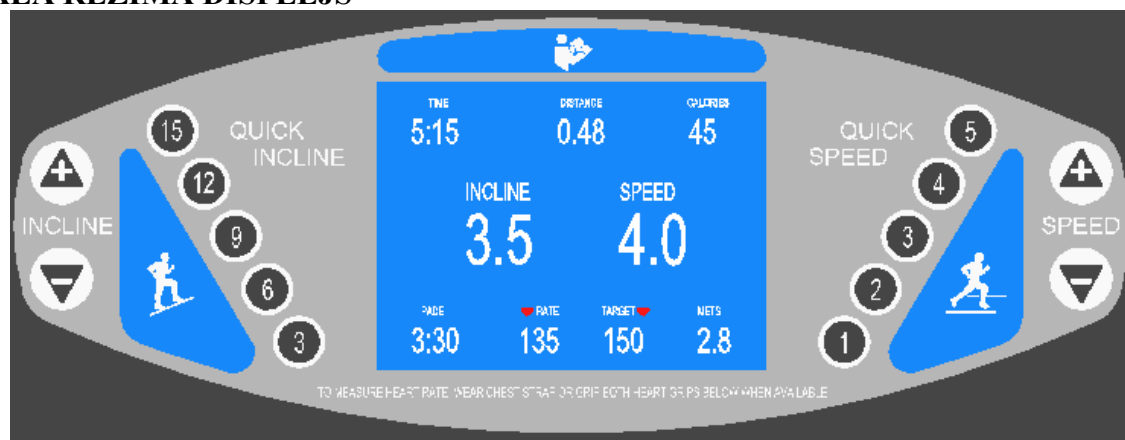 REŽĪMA DISPLEJS
TIME
5:15
DISTANCE
0.48
CALORIES
45
INCLINE
3.5
SPEED
4.0
PACE
3:30
RATE
135
TARGET
150
METS
2.8
15
12
9
6
3
QUICK
INCLINE
+
INCLINE
-
QUICK
SPEED
5
4
3
2
1
+
SPEED
-
TO MEASURE HEART RATE WEAR CHEST STRAP OR GRIP BOTH HEART GRIPS BELOW WHEN AVAILABLE